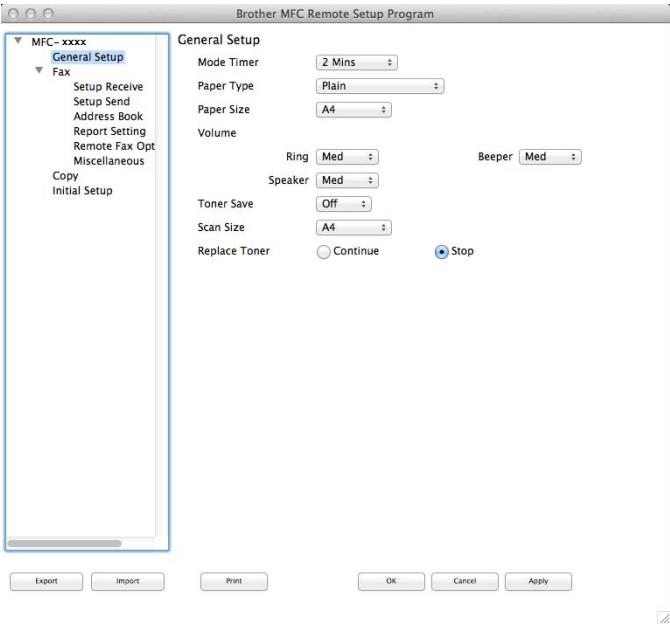 Brother MFC Remote Setup Program
MFC- xxxx
General Setup
Fax
Setup Receive
Setup Send
Address Book
Report Setting
Remote Fax Opt
Miscellaneous
Copy
Initial Setup
General Setup
Mode Timer 2 Mins
Paper Type Plain
Paper Size A4
Volume
Ring Med Beeper Med
Speaker Med
Toner Save Off
Scan Size A4
Replace Toner Continue Stop
Export Import Print OK Cancel Apply